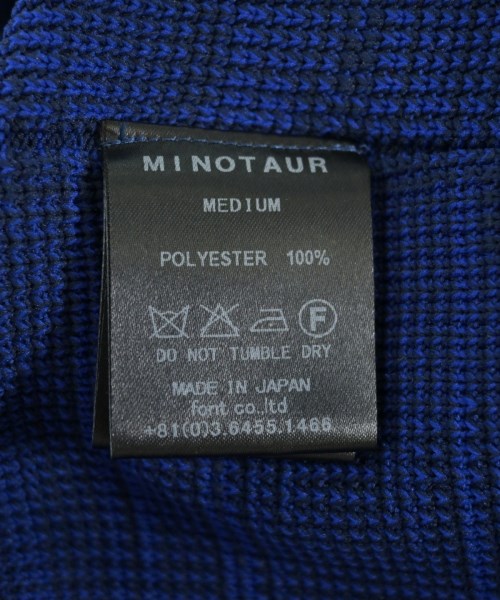 MINOTAUR
MEDIUM
POLYESTER 100%
F
DO NOT TUMBLE DRY
MADE IN JAPAN
font co.,ltd
+81(0)3.6455.1466